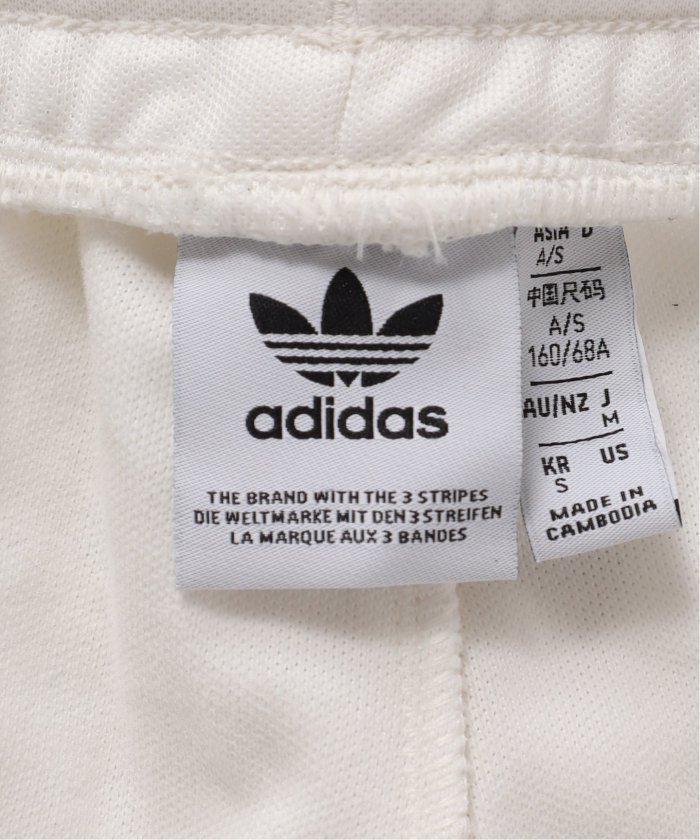 adidas
THE BRAND WITH THE 3 STRIPES
DIE WELTMARKE MIT DEN 3 STREIFEN
LA MARQUE AUX 3 BANDES
ASIA D
A/S
中国尺码
A/S
160/68A
AU/NZ J
M
KR US
S
MADE IN
CAMBODIA